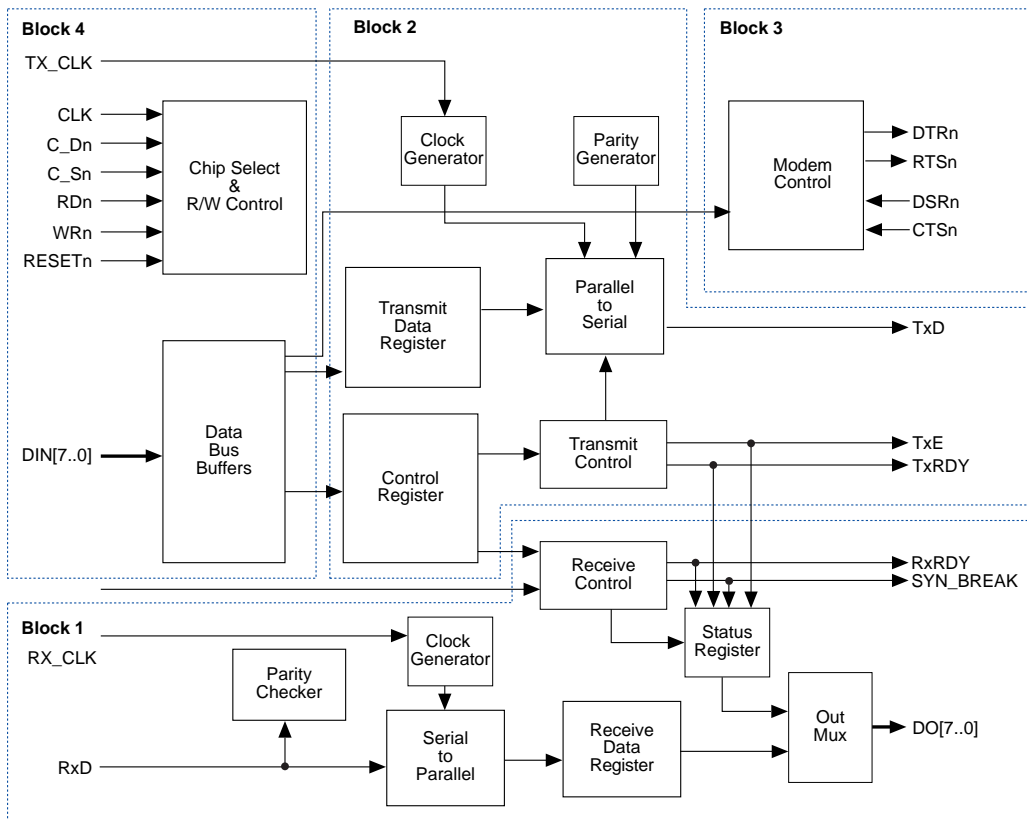 Block 4
Block 2
Block 3
TX_CLK
CLK
C_Dn
C_Sn
RDn
WRn
RESETn
Chip Select
&
R/W Control
Clock
Generator
Parity
Generator
Modem
Control
DTRn
RTSn
DSRn
CTSn
Transmit
Data
Register
Parallel
to
Serial
TxD
DIN[7..0]
Data
Bus
Buffers
Control
Register
Transmit
Control
TxE
TxRDY
Receive
Control
RxRDY
SYN_BREAK
Block 1
RX_CLK
Clock
Generator
Status
Register
Parity
Checker
RxD
Serial
to
Parallel
Receive
Data
Register
Out
Mux
DO[7..0]